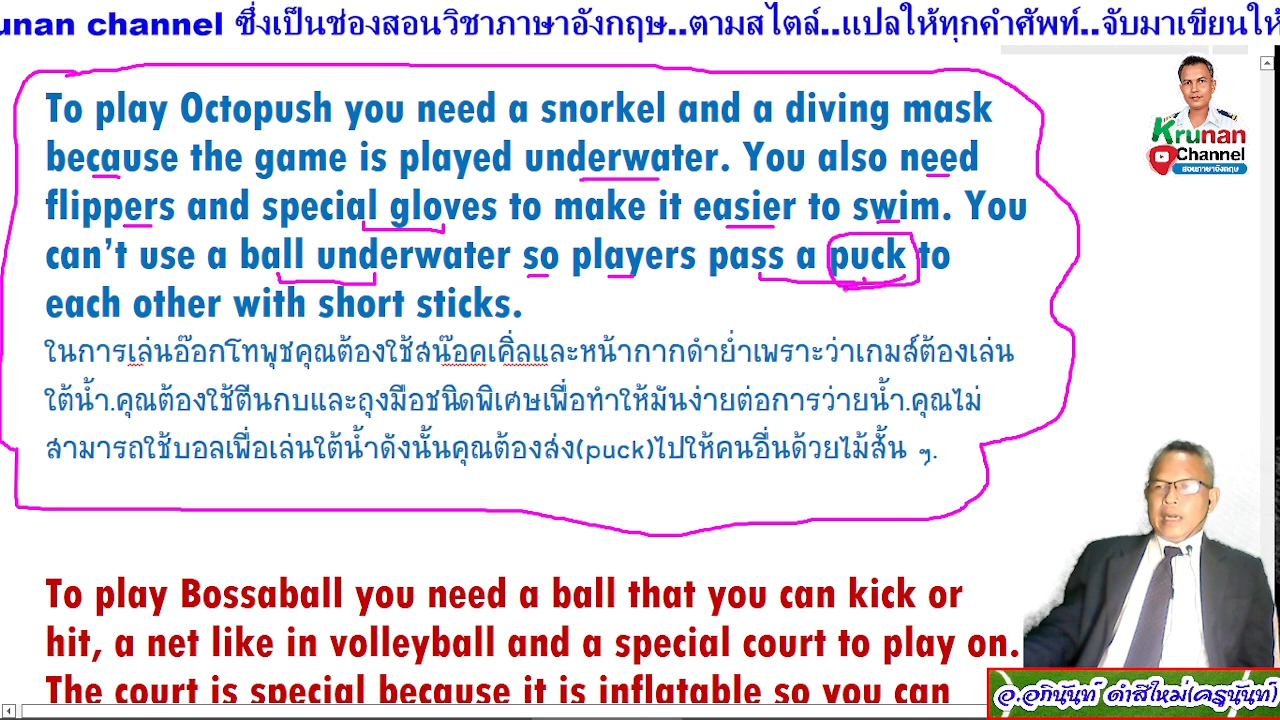 unan channel ซึ่งเป็นช่องสอนวิชาภาษาอังกฤษ..ตามสไตล์..แปลให้ทุกคำศัพท์..จับมาเขียนให้
To play Octopush you need a snorkel and a diving mask
because the game is played underwater. You also need
flippers and special gloves to make it easier to swim. You
can't use a ball underwater so players pass a puck to
each other with short sticks.
ในการเล่นอ๊อกโทพุชคุณต้องใช้สน๊อคเคิ่ลและหน้ากากดำย่ำเพราะว่าเกมส์ต้องเล่น
ใต้น้ำ.คุณต้องใช้ตีนกบและถุงมือชนิดพิเศษเพื่อทำให้มันง่ายต่อการว่ายน้ำ.คุณไม่
สามารถใช้บอลเพื่อเล่นใต้น้ำดังนั้นคุณต้องส่ง(puck)ไปให้คนอื่นด้วยไม้สั้น ๆ.
To play Bossaball you need a ball that you can kick or
hit, a net like in volleyball and a special court to play on.
The court is special because it is inflatable so you can
Krunan
Channel
สอนภาษาอังกฤษ
อ.อภินันท์ ดำสีใหม่(ครูนันท์)